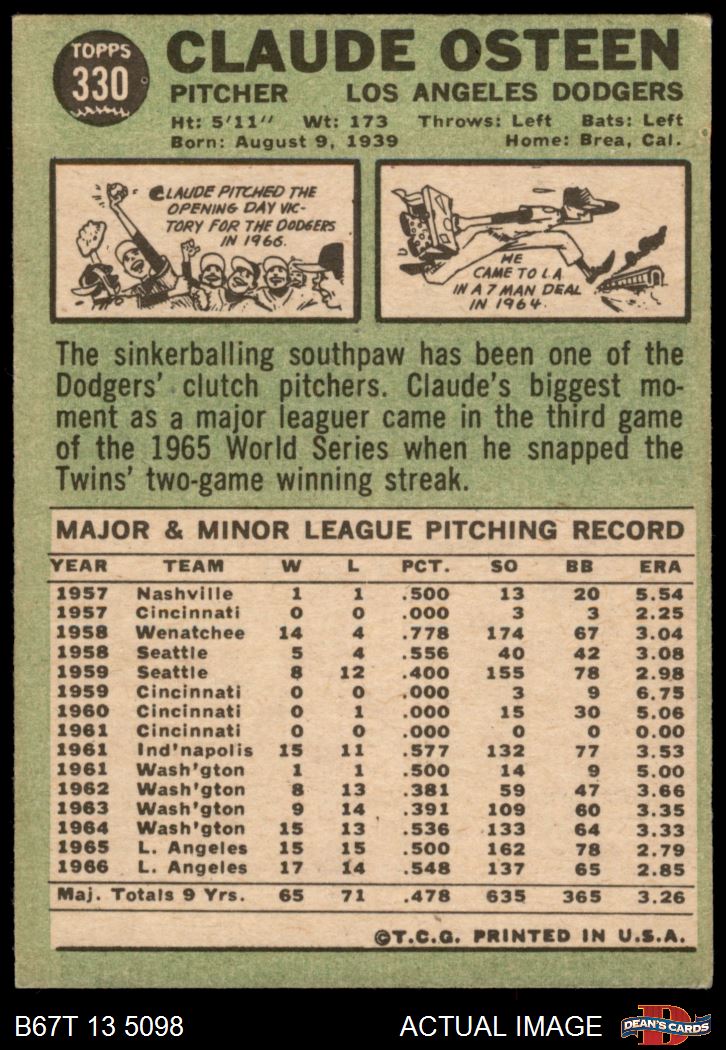 TOPPS
330
CLAUDE OSTEEN
PITCHER LOS ANGELES DODGERS
Ht: 5'11" Wt: 173 Throws: Left Bats: Left
Born: August 9, 1939 Home: Brea, Cal.
CLAUDE PITCHED THE
OPENING DAY VIC-
TORY FOR THE DODGERS
IN 1966.
HE
CAME TO L.A.
IN A 7 MAN DEAL
IN 1964.
The sinkerballing southpaw has been one of the
Dodgers' clutch pitchers. Claude's biggest mo-
ment as a major leaguer came in the third game
of the 1965 World Series when he snapped the
Twins' two-game winning streak.
MAJOR & MINOR LEAGUE PITCHING RECORD
YEAR TEAM W L PCT. SO BB ERA
1957 Nashville 1 1 .500 13 20 5.54
1957 Cincinnati 0 0 .000 3 3 2.25
1958 Wenatchee 14 4 .778 174 67 3.04
1958 Seattle 5 4 .556 40 42 3.08
1959 Seattle 8 12 .400 155 78 2.98
1959 Cincinnati 0 0 .000 3 9 6.75
1960 Cincinnati 0 1 .000 15 30 5.06
1961 Cincinnati 0 0 .000 0 0 0.00
1961 Ind'napolis 15 11 .577 132 77 3.53
1961 Wash'gton 1 1 .500 14 9 5.00
1962 Wash'gton 8 13 .381 59 47 3.66
1963 Wash'gton 9 14 .391 109 60 3.35
1964 Wash'gton 15 13 .536 133 64 3.33
1965 L. Angeles 15 15 .500 162 78 2.79
1966 L. Angeles 17 14 .548 137 65 2.85
Maj. Totals 9 Yrs. 65 71 .478 635 365 3.26
©T.C.G. PRINTED IN U.S.A.
B67T 13 5098 ACTUAL IMAGE
D
DEAN'S CARDS